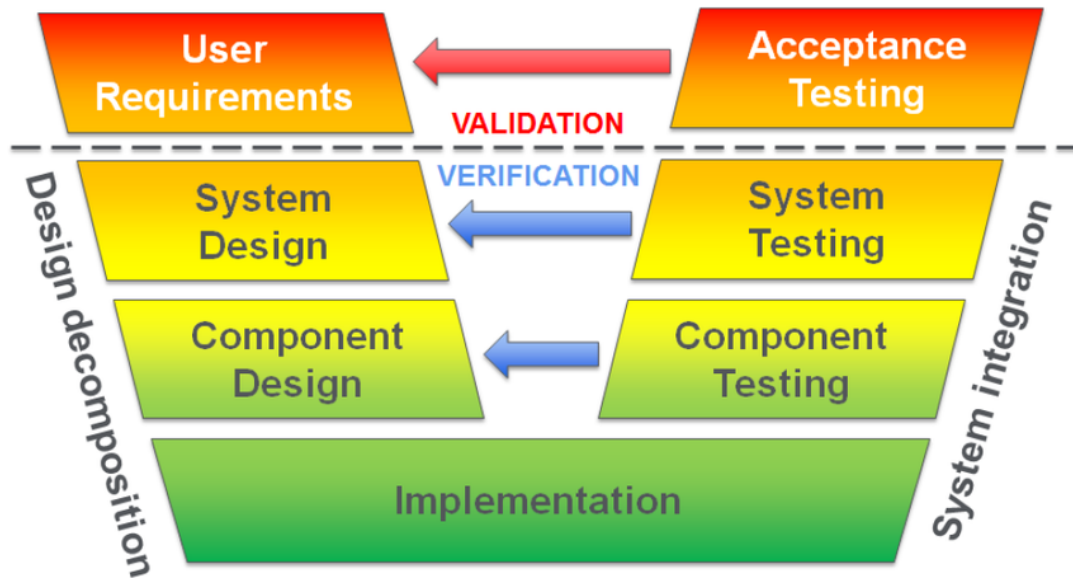 User
Requirements
Acceptance
Testing
VALIDATION
VERIFICATION
System
Design
System
Testing
Component
Design
Component
Testing
Implementation
Design decomposition
System integration